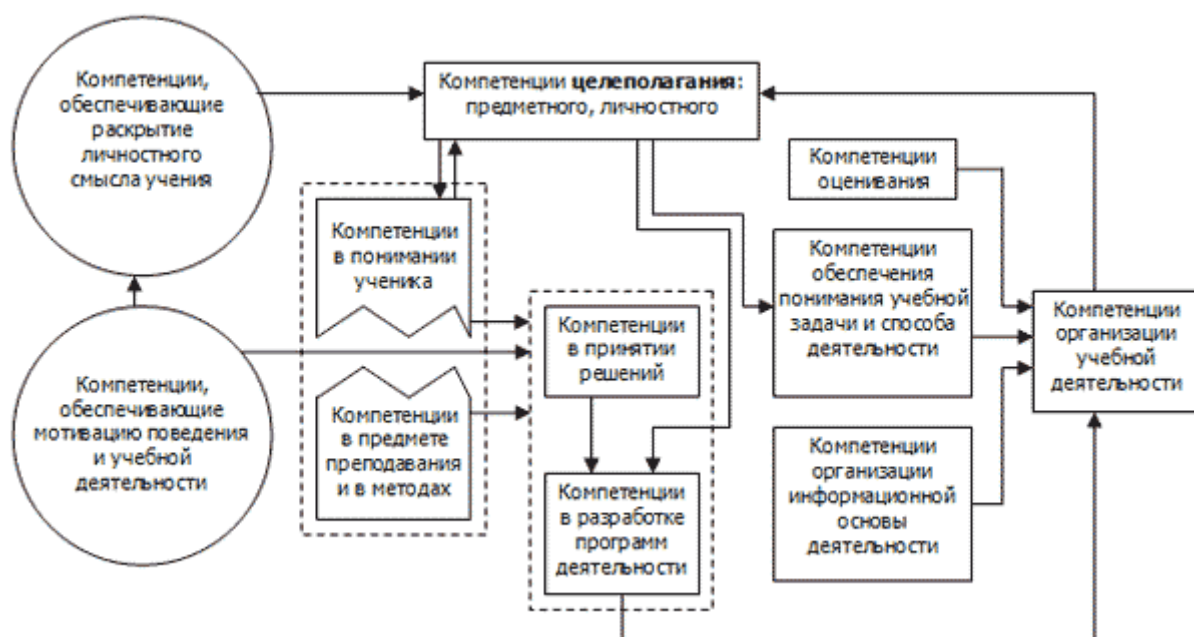 Компетенции,
обеспечивающие
раскрытие
личностного
смысла учения
Компетенции целеполагания:
предметного, личностного
Компетенции
оценивания
Компетенции
в понимании
ученика
Компетенции
обеспечения
понимания учебной
задачи и способа
деятельности
Компетенции
организации
учебной
деятельности
Компетенции
в принятии
решений
Компетенции,
обеспечивающие
мотивацию поведения
и учебной
деятельности
Компетенции
в предмете
преподавания
и в методах
Компетенции
в разработке
программ
деятельности
Компетенции
организации
информационной
основы
деятельности